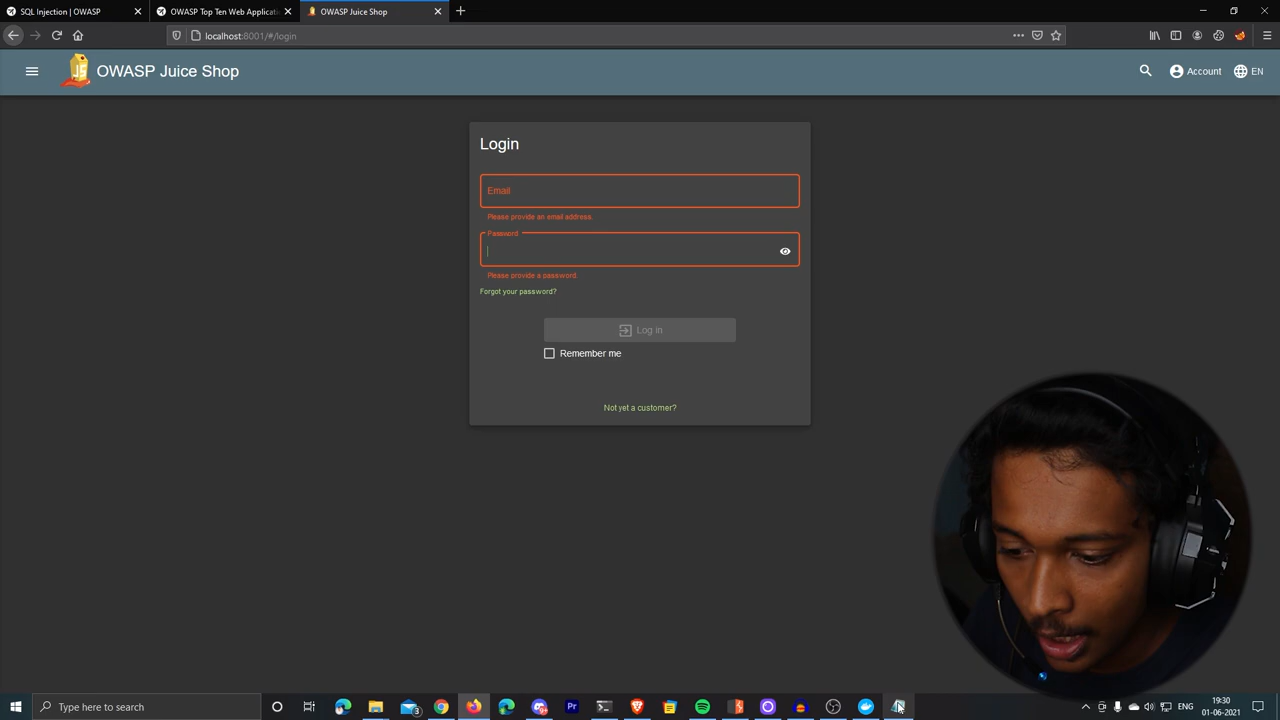 SQL Injection | OWASP
OWASP Top Ten Web Applicati
OWASP Juice Shop
localhost:8001/#/login
OWASP Juice Shop
Account
EN
Login
Email
Please provide an email address.
Password
Please provide a password.
Forgot your password?
Log in
Remember me
Not yet a customer?
Type here to search
3
Pr
ENG
19:30
01-06-2021